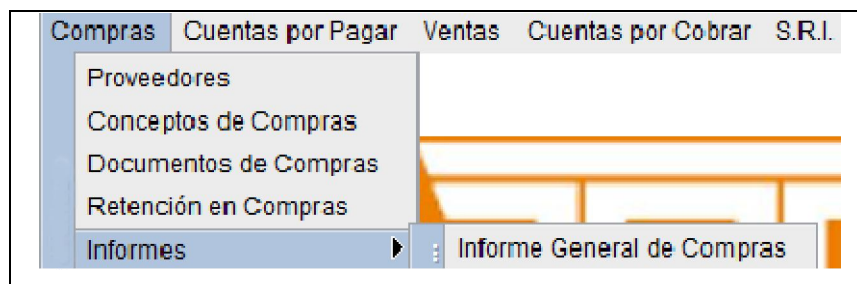 Compras Cuentas por Pagar Ventas Cuentas por Cobrar S.R.I.
Proveedores
Conceptos de Compras
Documentos de Compras
Retención en Compras
Informes Informe General de Compras